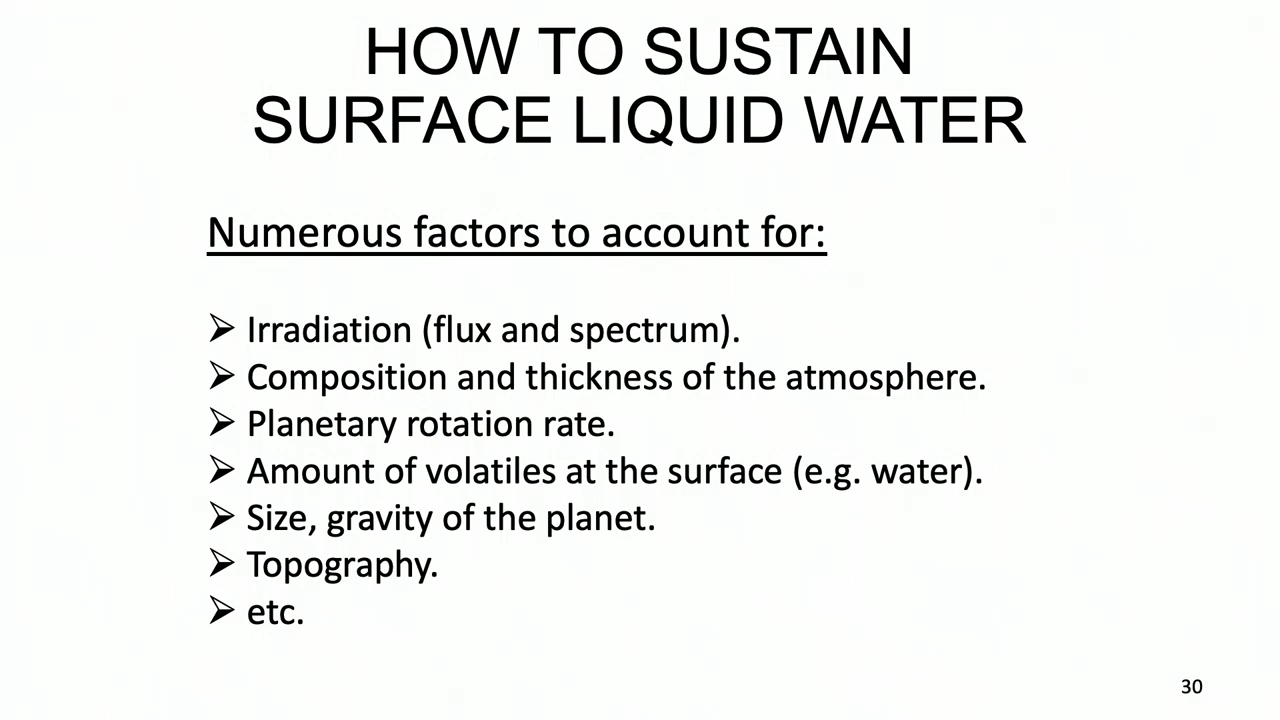 HOW TO SUSTAIN
SURFACE LIQUID WATER
Numerous factors to account for:
➢ Irradiation (flux and spectrum).
➢ Composition and thickness of the atmosphere.
➢ Planetary rotation rate.
➢ Amount of volatiles at the surface (e.g. water).
➢ Size, gravity of the planet.
➢ Topography.
➢ etc.
30